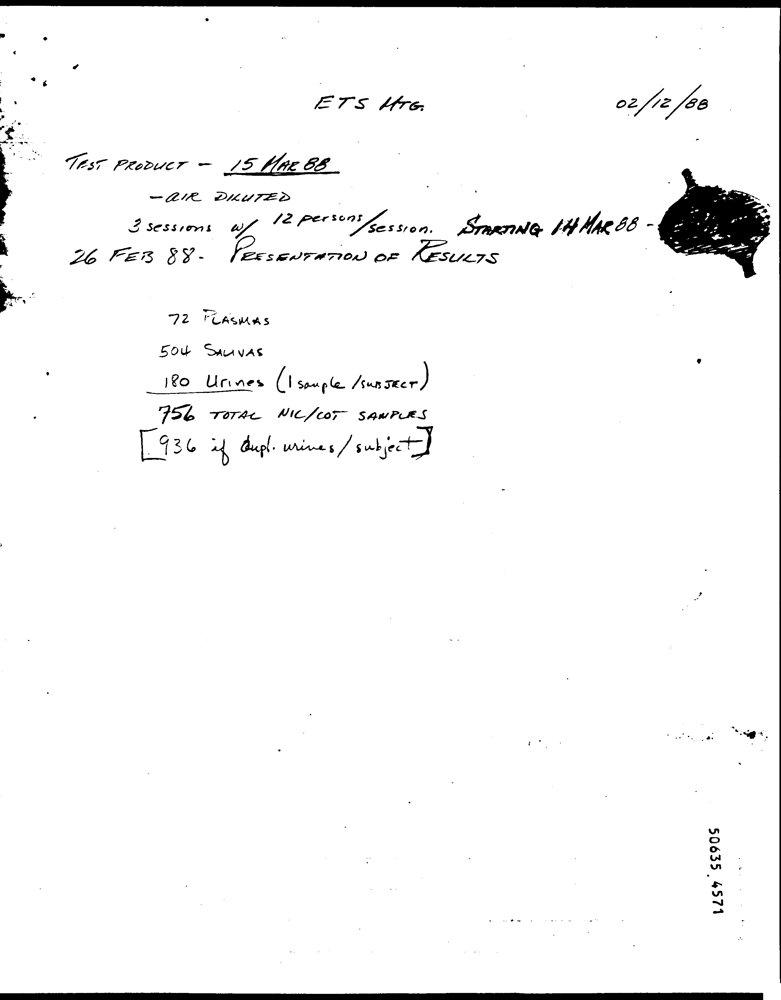 ETS MTG. 02/12/88
TEST PRODUCT - 15 MAR 88
- AIR DILUTED
3 sessions w/ 12 persons/session. STARTING 14 MAR 88 -
26 FEB 88 - PRESENTATION OF RESULTS
72 PLASMAS
504 SALIVAS
180 Urines (1 sample /SUBJECT)
756 TOTAL NIC/COT SAMPLES
[936 if dupl. urines/subject]
50635 4571